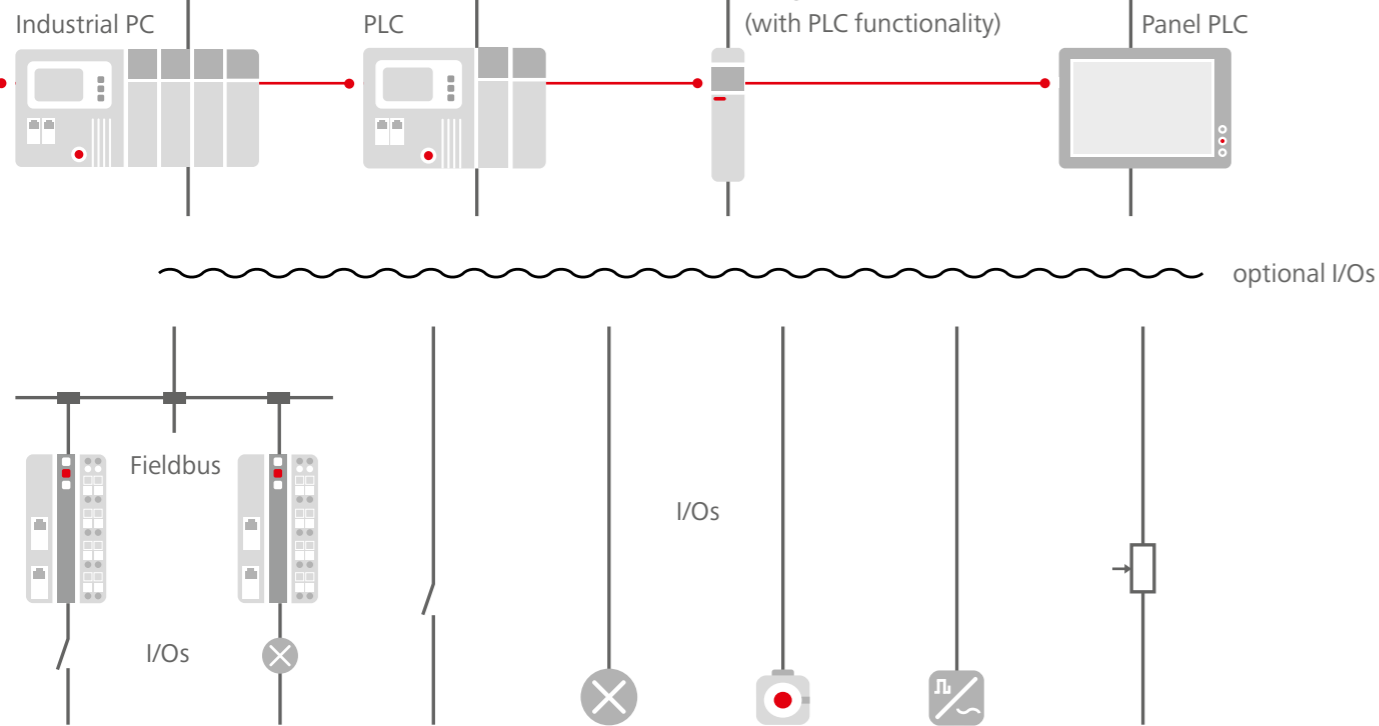 Industrial PC
PLC
(with PLC functionality)
Panel PLC
optional I/Os
Fieldbus
I/Os
I/Os